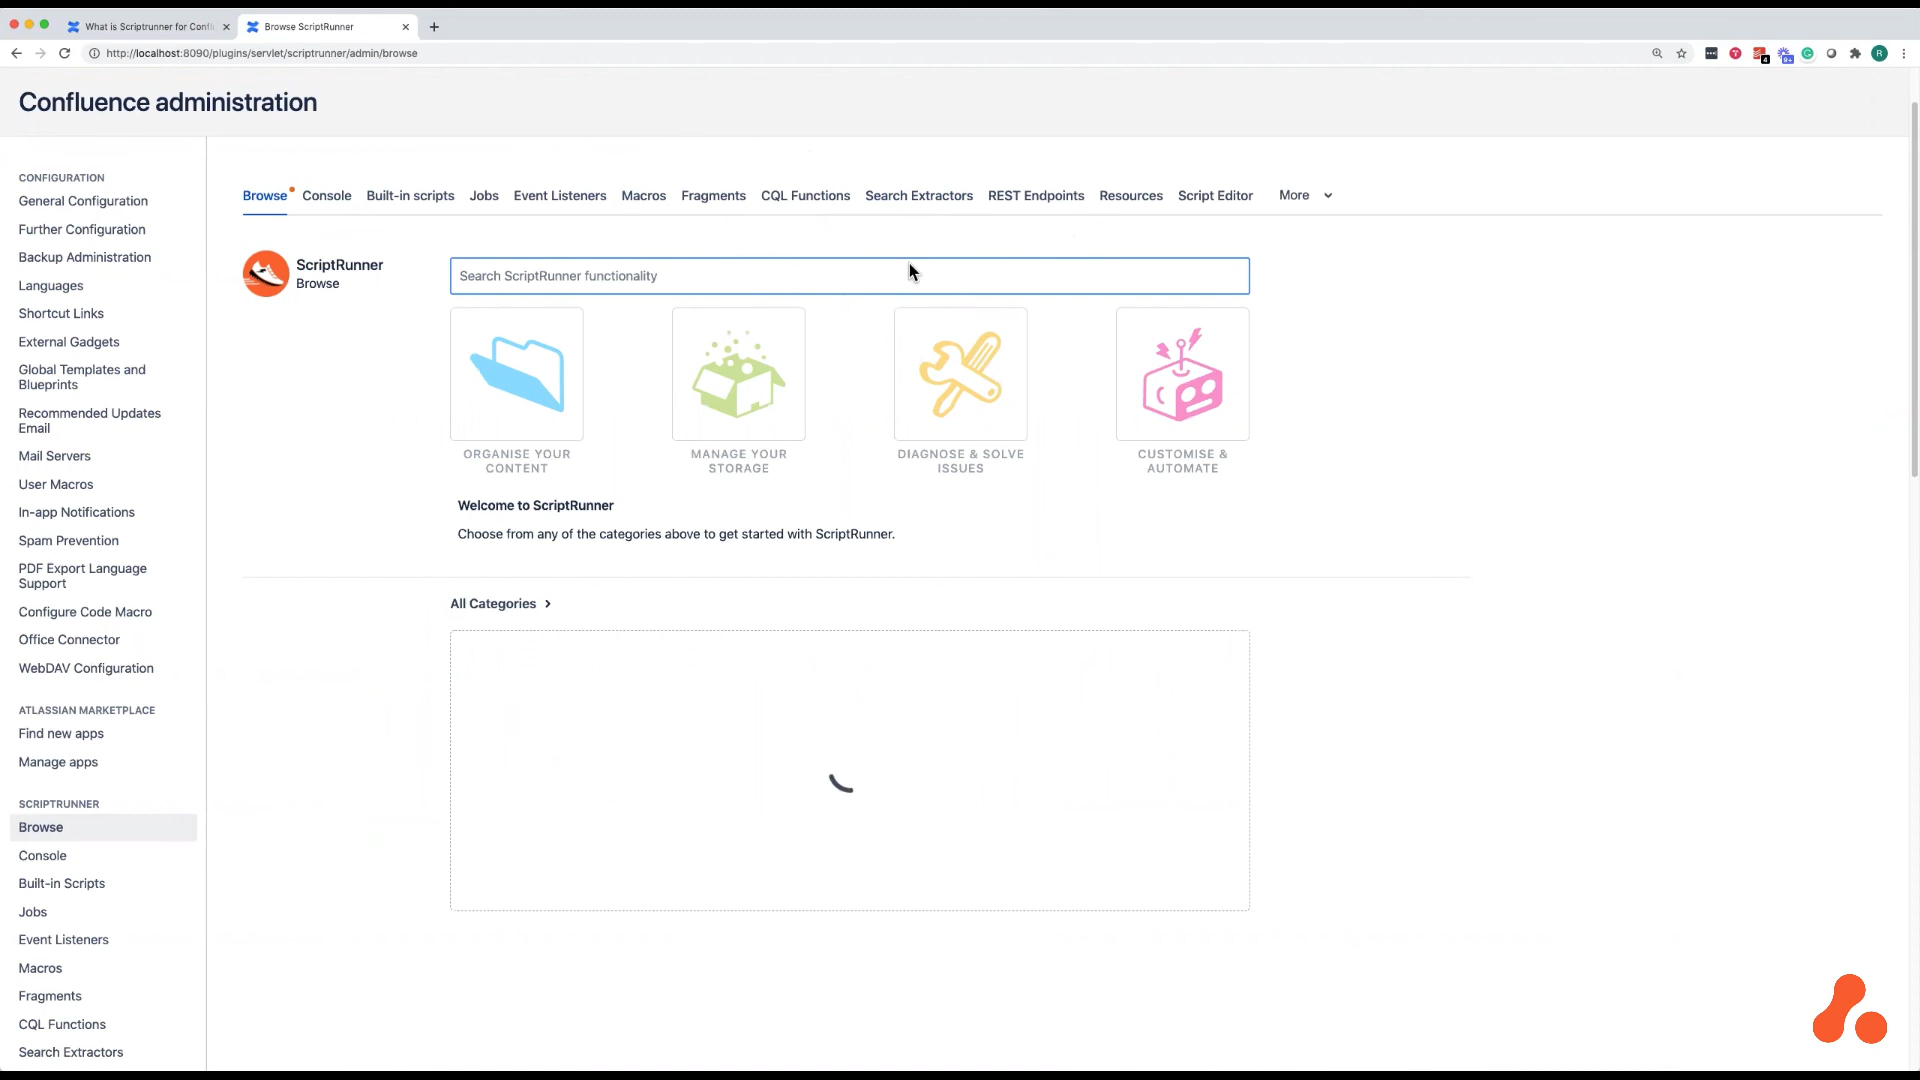 What is Scriptrunner for Confl
Browse ScriptRunner
http://localhost:8090/plugins/servlet/scriptrunner/admin/browse
4
9+
R
Confluence administration
CONFIGURATION
General Configuration
Further Configuration
Backup Administration
Languages
Shortcut Links
External Gadgets
Global Templates and
Blueprints
Recommended Updates
Email
Mail Servers
User Macros
In-app Notifications
Spam Prevention
PDF Export Language
Support
Configure Code Macro
Office Connector
WebDAV Configuration
ATLASSIAN MARKETPLACE
Find new apps
Manage apps
SCRIPTRUNNER
Browse
Console
Built-in Scripts
Jobs
Event Listeners
Macros
Fragments
CQL Functions
Search Extractors
Browse Console Built-in scripts Jobs Event Listeners Macros Fragments CQL Functions Search Extractors REST Endpoints Resources Script Editor More
ScriptRunner
Browse
Search ScriptRunner functionality
ORGANISE YOUR
CONTENT
MANAGE YOUR
STORAGE
DIAGNOSE & SOLVE
ISSUES
CUSTOMISE &
AUTOMATE
Welcome to ScriptRunner
Choose from any of the categories above to get started with ScriptRunner.
All Categories